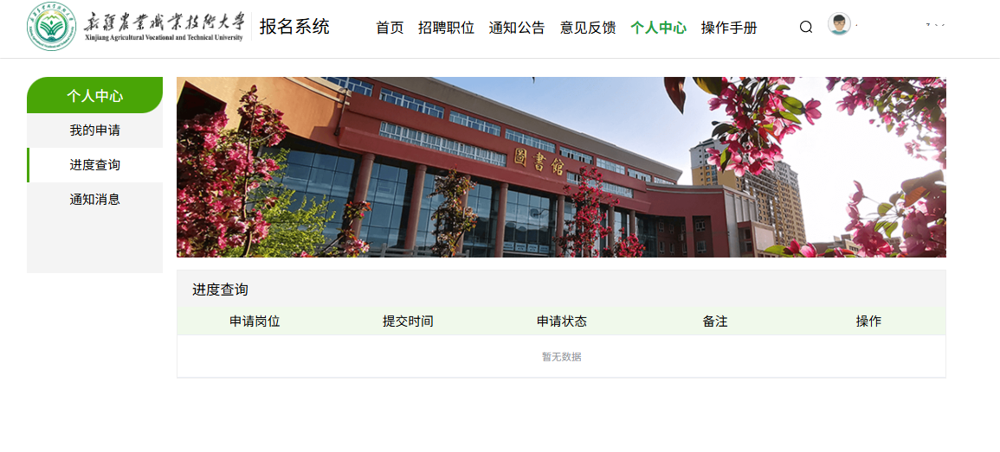 新疆农业职业技术大学
Xinjiang Agricultural Vocational and Technical University
报名系统
首页 招聘职位 通知公告 意见反馈 个人中心 操作手册
个人中心
我的申请
进度查询
通知消息
圖書館
进度查询
申请岗位 提交时间 申请状态 备注 操作
暂无数据